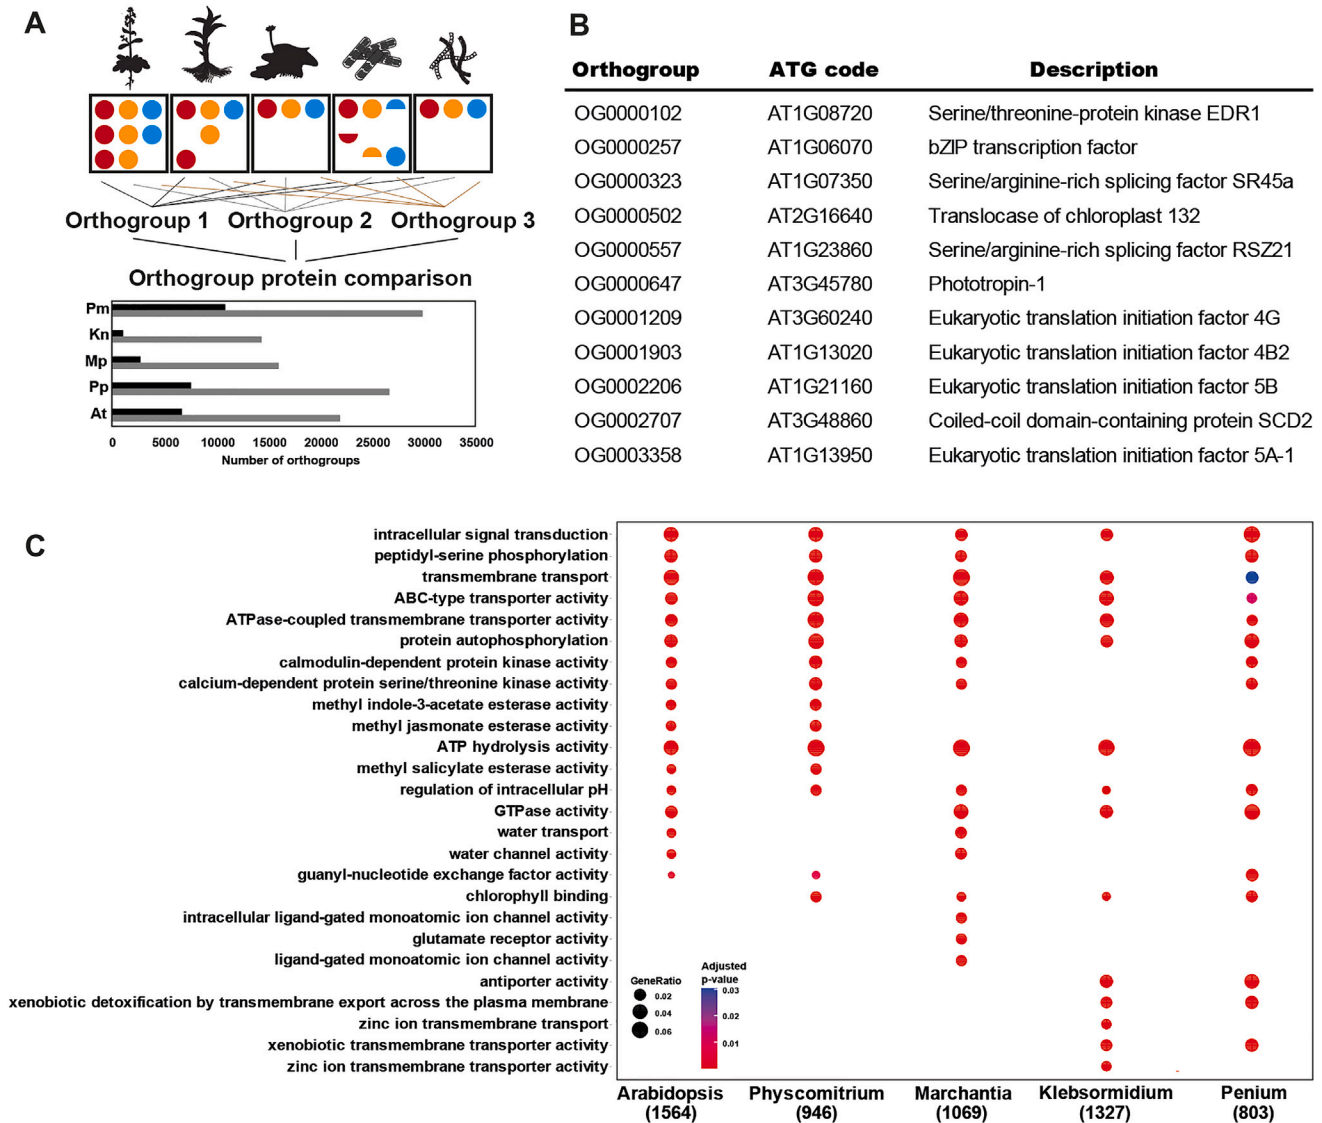 A
Orthogroup 1 Orthogroup 2 Orthogroup 3
Orthogroup protein comparison
Pm
Kn
Mp
Pp
At
0 5000 10000 15000 20000 25000 30000 35000
Number of orthogroups
B
Orthogroup ATG code Description
OG0000102 AT1G08720 Serine/threonine-protein kinase EDR1
OG0000257 AT1G06070 bZIP transcription factor
OG0000323 AT1G07350 Serine/arginine-rich splicing factor SR45a
OG0000502 AT2G16640 Translocase of chloroplast 132
OG0000557 AT1G23860 Serine/arginine-rich splicing factor RSZ21
OG0000647 AT3G45780 Phototropin-1
OG0001209 AT3G60240 Eukaryotic translation initiation factor 4G
OG0001903 AT1G13020 Eukaryotic translation initiation factor 4B2
OG0002206 AT1G21160 Eukaryotic translation initiation factor 5B
OG0002707 AT3G48860 Coiled-coil domain-containing protein SCD2
OG0003358 AT1G13950 Eukaryotic translation initiation factor 5A-1
C
intracellular signal transduction
peptidyl-serine phosphorylation
transmembrane transport
ABC-type transporter activity
ATPase-coupled transmembrane transporter activity
protein autophosphorylation
calmodulin-dependent protein kinase activity
calcium-dependent protein serine/threonine kinase activity
methyl indole-3-acetate esterase activity
methyl jasmonate esterase activity
ATP hydrolysis activity
methyl salicylate esterase activity
regulation of intracellular pH
GTPase activity
water transport
water channel activity
guanyl-nucleotide exchange factor activity
chlorophyll binding
intracellular ligand-gated monoatomic ion channel activity
glutamate receptor activity
ligand-gated monoatomic ion channel activity
antiporter activity
xenobiotic detoxification by transmembrane export across the plasma membrane
zinc ion transmembrane transport
xenobiotic transmembrane transporter activity
zinc ion transmembrane transporter activity
GeneRatio
0.02
0.04
0.06
Adjusted
p-value
0.03
0.02
0.01
Arabidopsis Physcomitrium Marchantia Klebsormidium Penium
(1564) (946) (1069) (1327) (803)